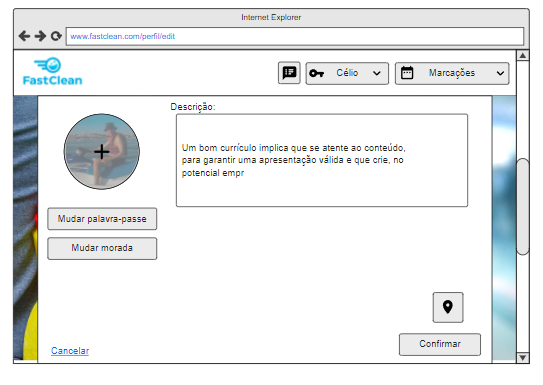 Internet Explorer
www.fastclean.com/perfil/edit
FastClean
Célio
Marcações
Descrição:
Um bom currículo implica que se atente ao conteúdo,
para garantir uma apresentação válida e que crie, no
potencial empr
Mudar palavra-passe
Mudar morada
Cancelar
Confirmar